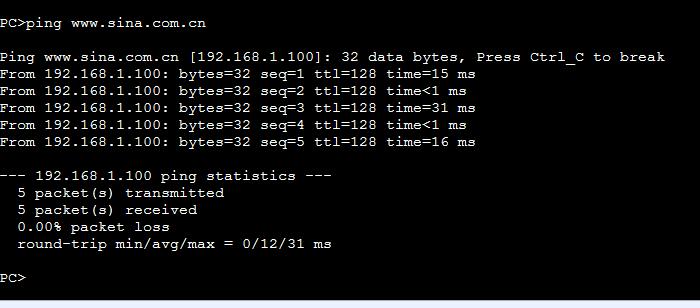 PC>ping www.sina.com.cn
Ping www.sina.com.cn [192.168.1.100]: 32 data bytes, Press Ctrl_C to break
From 192.168.1.100: bytes=32 seq=1 ttl=128 time=15 ms
From 192.168.1.100: bytes=32 seq=2 ttl=128 time<1 ms
From 192.168.1.100: bytes=32 seq=3 ttl=128 time=31 ms
From 192.168.1.100: bytes=32 seq=4 ttl=128 time<1 ms
From 192.168.1.100: bytes=32 seq=5 ttl=128 time=16 ms
--- 192.168.1.100 ping statistics ---
5 packet(s) transmitted
5 packet(s) received
0.00% packet loss
round-trip min/avg/max = 0/12/31 ms
PC>